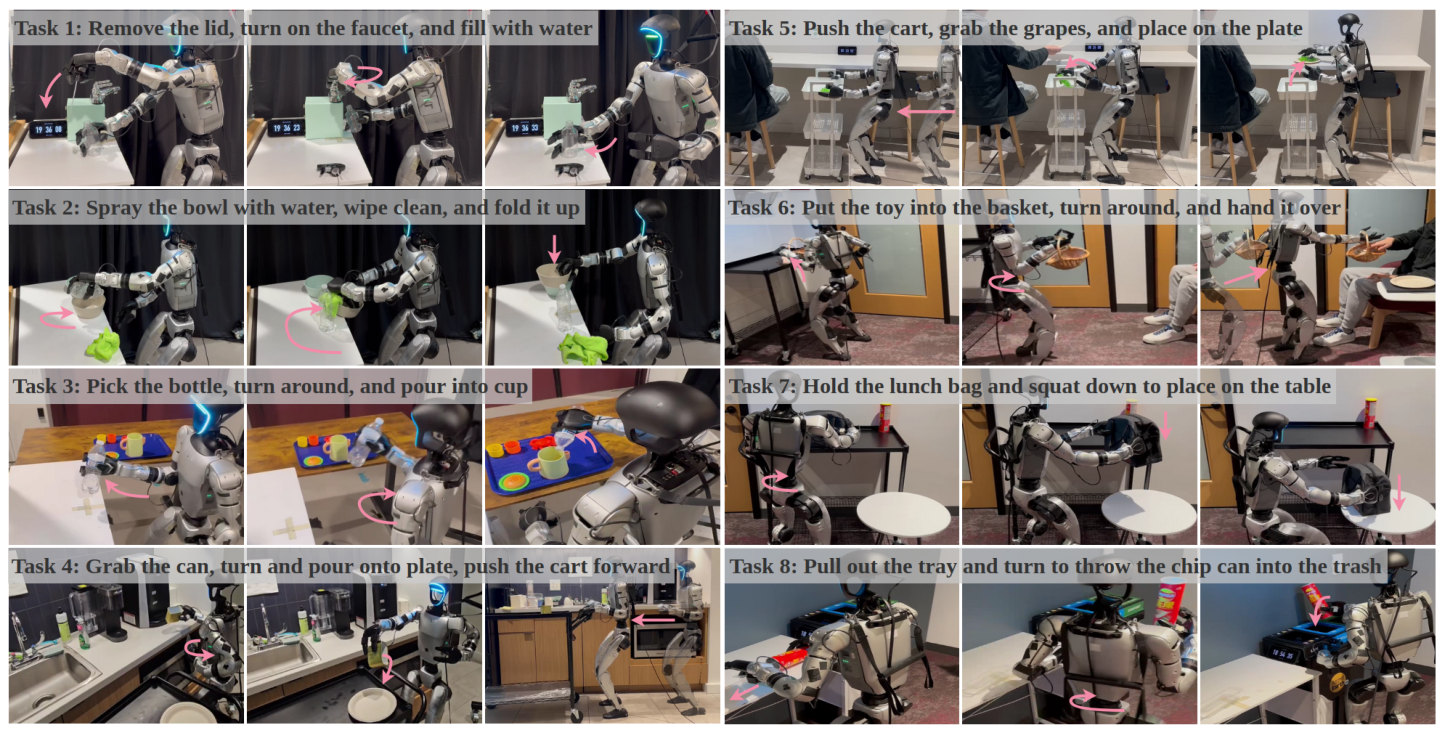 Task 1: Remove the lid, turn on the faucet, and fill with water
19 36 08
19 36 23
19 36 33
Task 5: Push the cart, grab the grapes, and place on the plate
Task 2: Spray the bowl with water, wipe clean, and fold it up
Task 6: Put the toy into the basket, turn around, and hand it over
Task 3: Pick the bottle, turn around, and pour into cup
Task 7: Hold the lunch bag and squat down to place on the table
Task 4: Grab the can, turn and pour onto plate, push the cart forward
Task 8: Pull out the tray and turn to throw the chip can into the trash